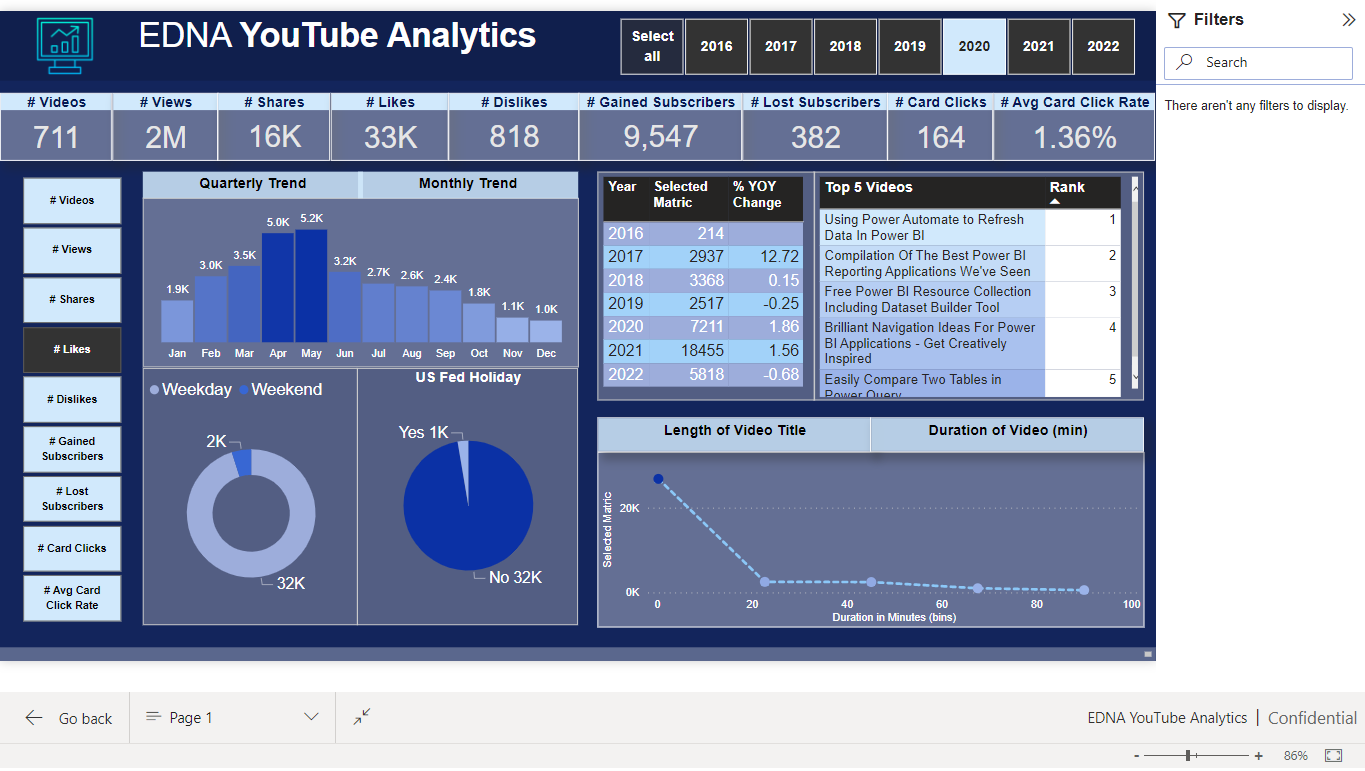 EDNA YouTube Analytics
Select
all
2016
2017
2018
2019
2020
2021
2022
Filters
Search
There aren't any filters to display.
# Videos
# Views
# Shares
# Likes
# Dislikes
# Gained Subscribers
# Lost Subscribers
# Card Clicks
# Avg Card Click Rate
711
2M
16K
33K
818
9,547
382
164
1.36%
# Videos
# Views
# Shares
# Likes
# Dislikes
# Gained
Subscribers
# Lost
Subscribers
# Card Clicks
# Avg Card
Click Rate
Quarterly Trend
Monthly Trend
1.9K
3.0K
3.5K
5.0K
5.2K
3.2K
2.7K
2.6K
2.4K
1.8K
1.1K
1.0K
Jan
Feb
Mar
Apr
May
Jun
Jul
Aug
Sep
Oct
Nov
Dec
Weekday
Weekend
2K
32K
US Fed Holiday
Yes 1K
No 32K
Year
Selected
Matric
% YOY
Change
2016 214
2017 2937 12.72
2018 3368 0.15
2019 2517 -0.25
2020 7211 1.86
2021 18455 1.56
2022 5818 -0.68
Top 5 Videos
Rank
Using Power Automate to Refresh
Data In Power BI
1
Compilation Of The Best Power BI
Reporting Applications We've Seen
2
Free Power BI Resource Collection
Including Dataset Builder Tool
3
Brilliant Navigation Ideas For Power
BI Applications - Get Creatively
Inspired
4
Easily Compare Two Tables in
Power Query
5
Length of Video Title
Duration of Video (min)
Selected Matric
20K
0K
0
20
40
60
80
100
Duration in Minutes (bins)
Go back
Page 1
EDNA YouTube Analytics | Confidential
- +
86%